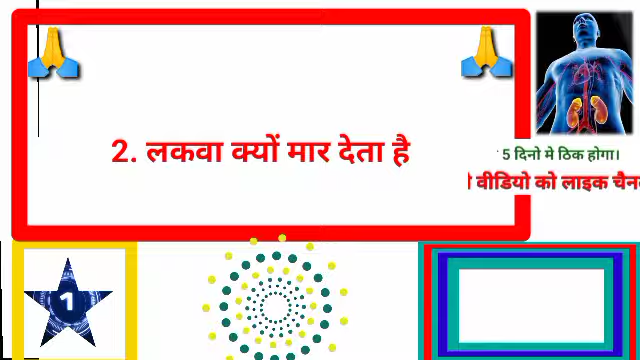 2. लकवा क्यों मार देता है
5 दिनो मे ठिक होगा।
वीडियो को लाइक
1